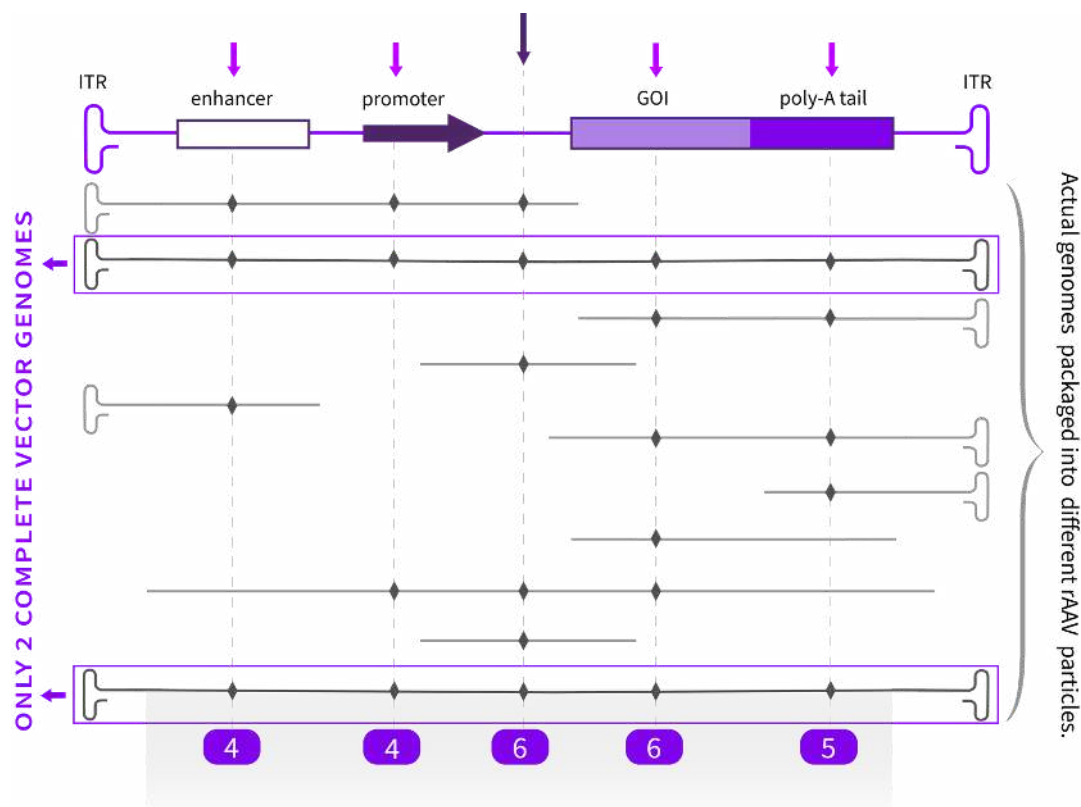 ITR
enhancer
promoter
GOI
poly-A tail
ITR
ONLY 2 COMPLETE VECTOR GENOMES
Actual genomes packaged into different rAAV particles.
4
4
6
6
5